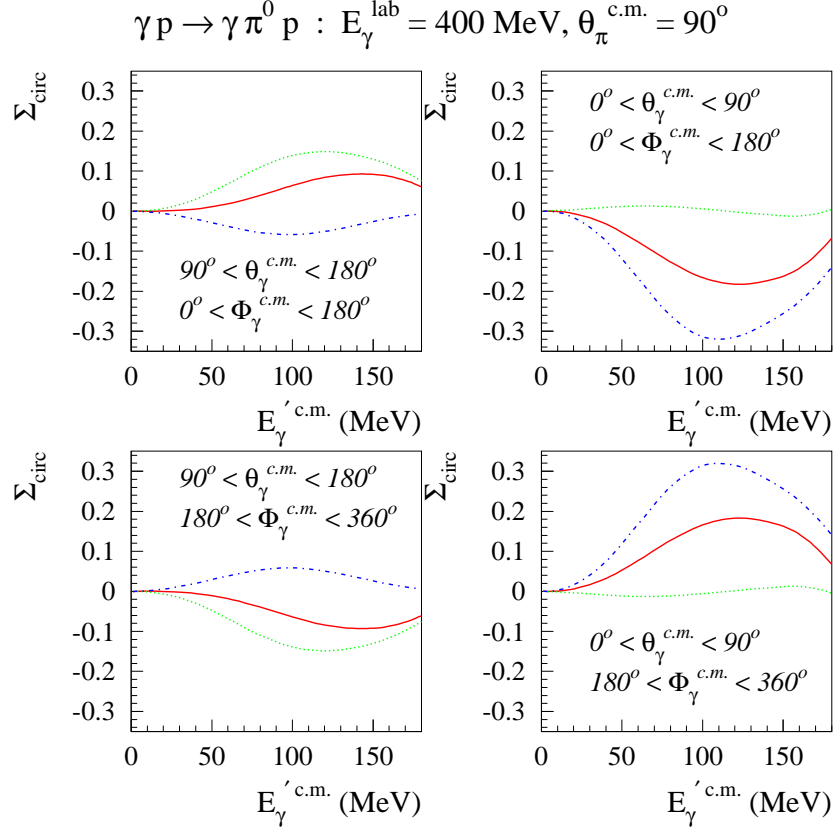 γ p → γ π⁰ p : E_γ^lab = 400 MeV, θ_π^c.m. = 90°
Σ_circ
0.3
0.2
0.1
0
-0.1
-0.2
-0.3
90° < θ_γ^c.m. < 180°
0° < Φ_γ^c.m. < 180°
0 50 100 150
E_γ′ ^c.m. (MeV)
Σ_circ
0.3
0.2
0.1
0
-0.1
-0.2
-0.3
0° < θ_γ^c.m. < 90°
0° < Φ_γ^c.m. < 180°
0 50 100 150
E_γ′ ^c.m. (MeV)
Σ_circ
0.3
0.2
0.1
0
-0.1
-0.2
-0.3
90° < θ_γ^c.m. < 180°
180° < Φ_γ^c.m. < 360°
0 50 100 150
E_γ′ ^c.m. (MeV)
Σ_circ
0.3
0.2
0.1
0
-0.1
-0.2
-0.3
0° < θ_γ^c.m. < 90°
180° < Φ_γ^c.m. < 360°
0 50 100 150
E_γ′ ^c.m. (MeV)